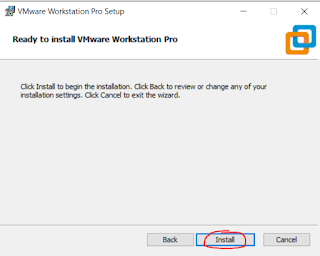 VMware Workstation Pro Setup
Ready to install VMware Workstation Pro
Click Install to begin the installation. Click Back to review or change any of your
installation settings. Click Cancel to exit the wizard.
Back Install Cancel